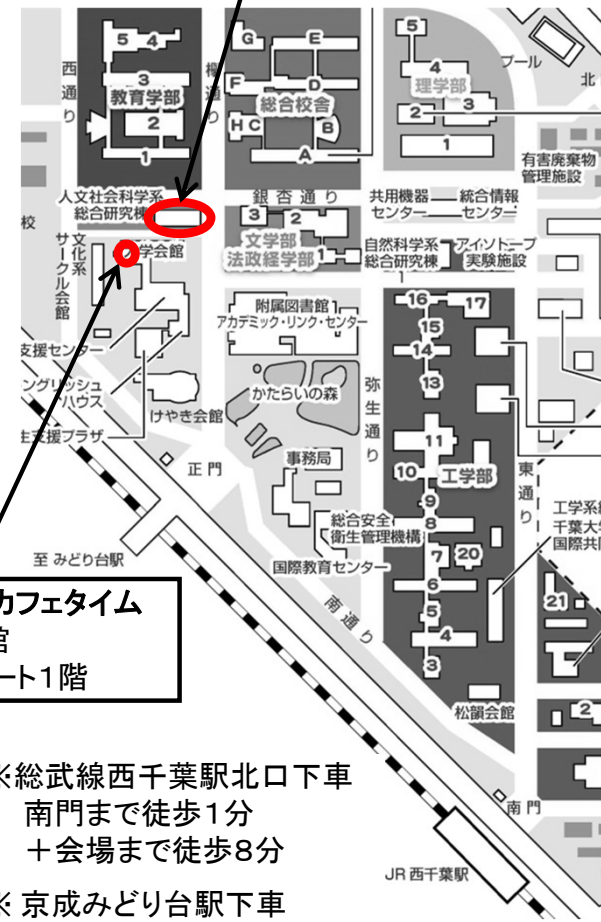 5 4
3
教育学部
2
1
西通り
欅通り
G E
F D
総合校舎
H C B
A
5
4
理学部
2 3
1
プール
北
有害廃棄物
管理施設
人文社会科学系
総合研究棟
銀杏通り
共用機器
センター
統合情報
センター
校
文化系
サークル会館
学会館
3 2
文学部
法政経学部
1
自然科学系
総合研究棟
アイソトープ
実験施設
1
附属図書館
アカデミック・リンク・センター
16 17
15
14
13
支援センター
ングリッシュ
ハウス
生支援プラザ
けやき会館
かたらいの森
弥生通り
11
10 工学部
9
8
7 20
6
5
4
3
東通り
正門
事務局
総合安全
衛生管理機構
国際教育センター
工学系
千葉大
国際共同
至 みどり台駅
南通り
21
2
松韻会館
カフェタイム
館
ート1階
※総武線西千葉駅北口下車
南門まで徒歩1分
+会場まで徒歩8分
※ 京成みどり台駅下車
南門
JR 西千葉駅